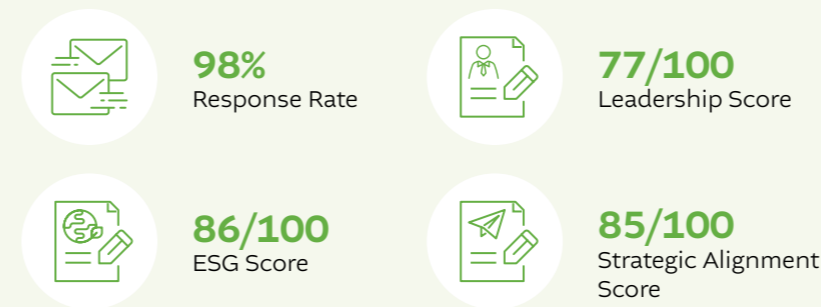 98%
Response Rate
77/100
Leadership Score
86/100
ESG Score
85/100
Strategic Alignment
Score